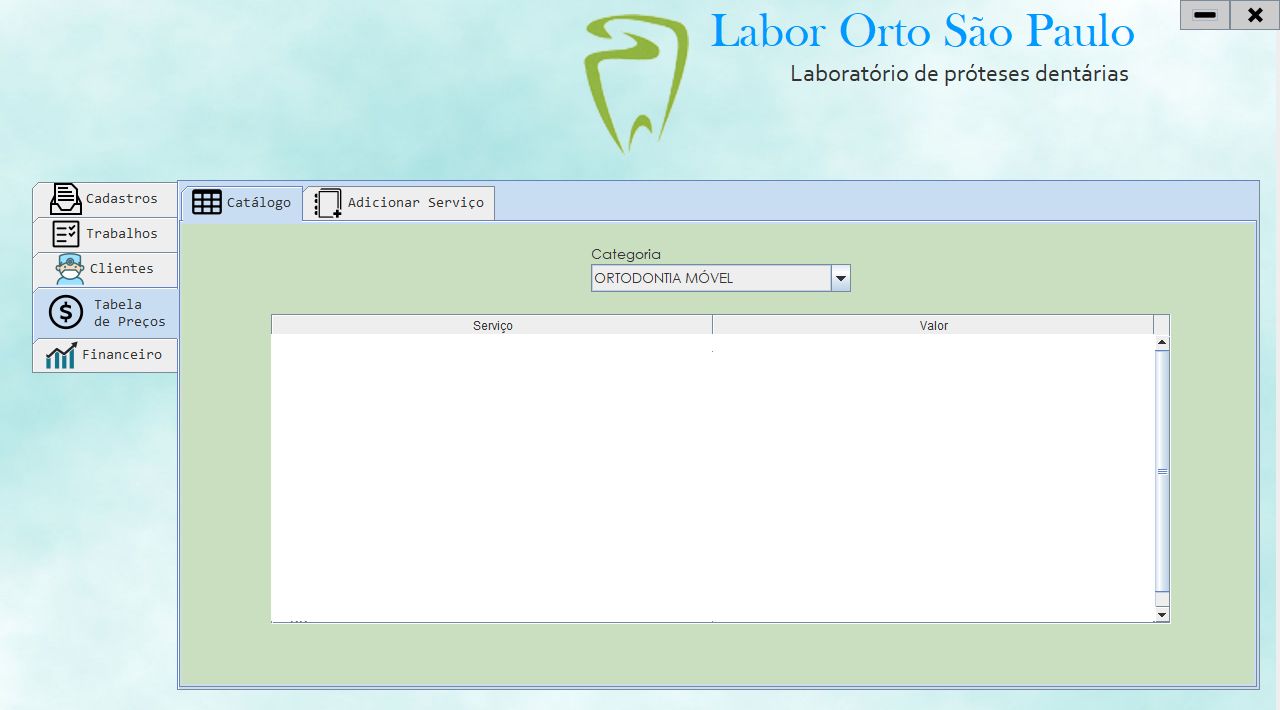 Labor Orto São Paulo
Laboratório de próteses dentárias
Cadastros
Trabalhos
Clientes
Tabela
de Preços
Financeiro
Catálogo
Adicionar Serviço
Categoria
ORTODONTIA MÓVEL
Serviço Valor